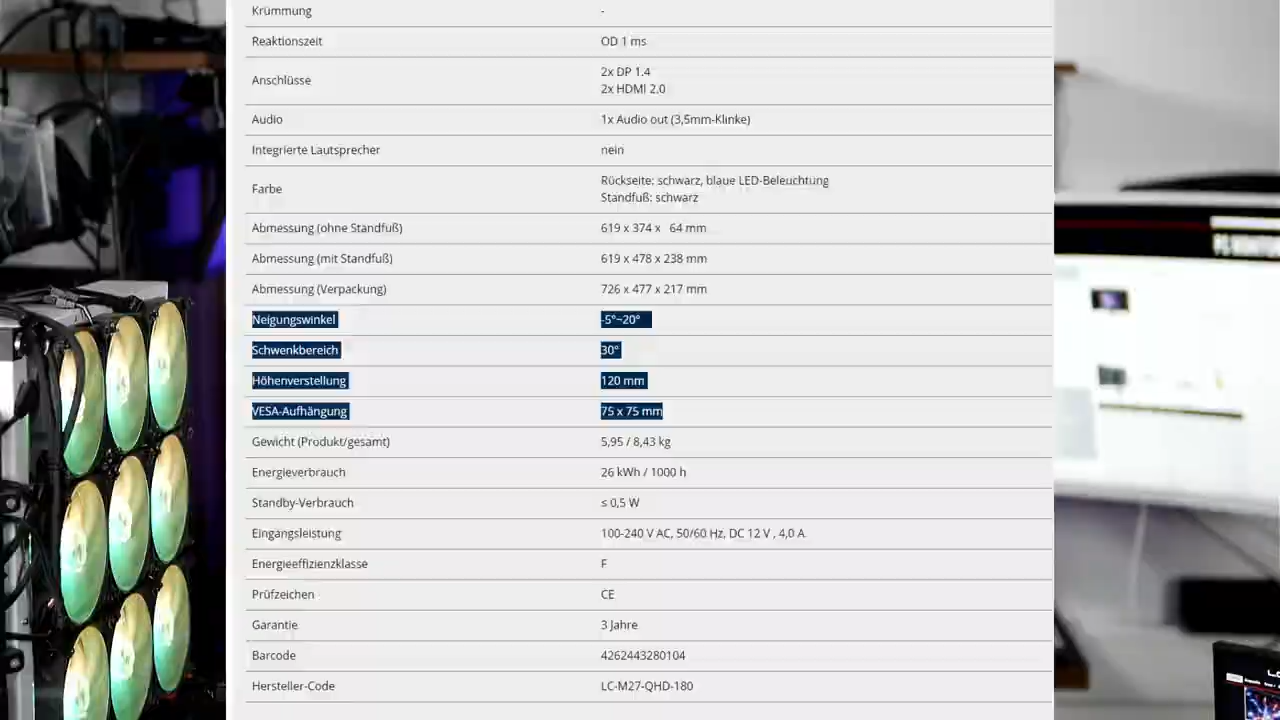 Krümmung -
Reaktionszeit OD 1 ms
Anschlüsse 2x DP 1.4
2x HDMI 2.0
Audio 1x Audio out (3,5mm-Klinke)
Integrierte Lautsprecher nein
Farbe Rückseite: schwarz, blaue LED-Beleuchtung
Standfuß: schwarz
Abmessung (ohne Standfuß) 619 x 374 x 64 mm
Abmessung (mit Standfuß) 619 x 478 x 238 mm
Abmessung (Verpackung) 726 x 477 x 217 mm
Neigungswinkel -5°~20°
Schwenkbereich 30°
Höhenverstellung 120 mm
VESA-Aufhängung 75 x 75 mm
Gewicht (Produkt/gesamt) 5,95 / 8,43 kg
Energieverbrauch 26 kWh / 1000 h
Standby-Verbrauch ≤ 0,5 W
Eingangsleistung 100-240 V AC, 50/60 Hz, DC 12 V , 4,0 A
Energieeffizienzklasse F
Prüfzeichen CE
Garantie 3 Jahre
Barcode 4262443280104
Hersteller-Code LC-M27-QHD-180